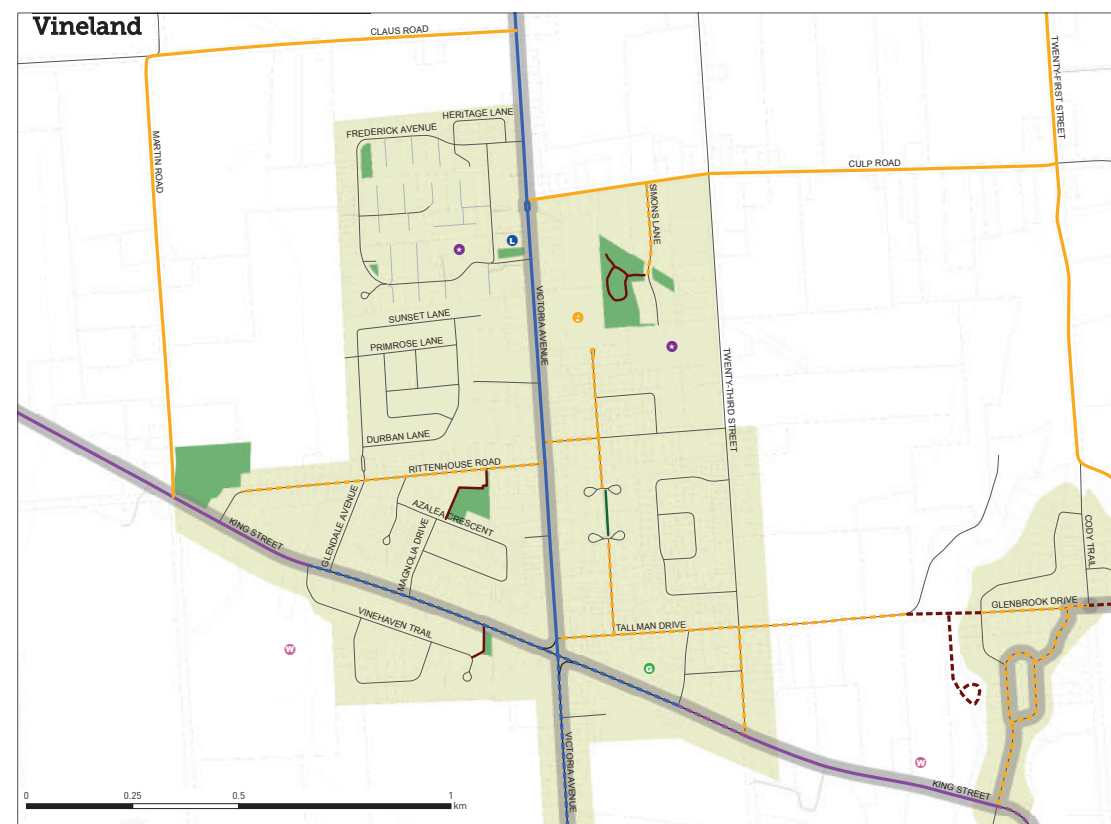 Vineland
CLAUS ROAD
TWENTY-FIRST STREET
HERITAGE LANE
FREDERICK AVENUE
MARTIN ROAD
CULP ROAD
SIMONS LANE
L
★
VICTORIA AVENUE
SUNSET LANE
PRIMROSE LANE
★
TWENTY-THIRD STREET
DURBAN LANE
RITTENHOUSE ROAD
GLENDALE AVENUE
AZALEA CRESCENT
MAGNOLIA DRIVE
KING STREET
CODY TRAIL
GLENBROOK DRIVE
VINEHAVEN TRAIL
TALLMAN DRIVE
W
G
VICTORIA AVENUE
W
KING STREET
0 0.25 0.5 1
km